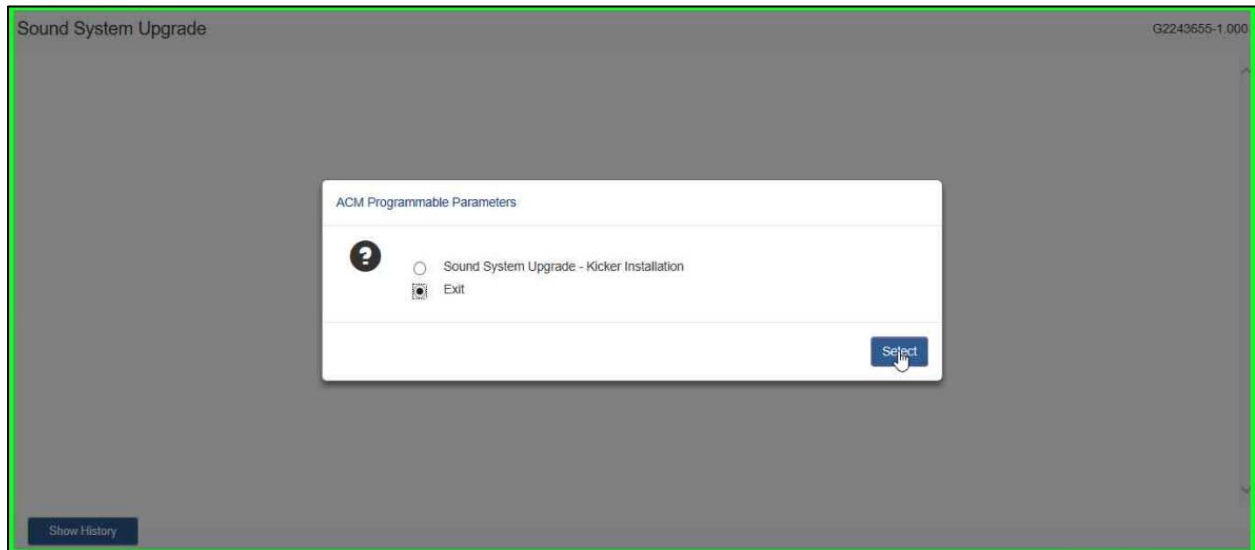 Sound System Upgrade
G2243655-1.000
ACM Programmable Parameters
Sound System Upgrade - Kicker Installation
Exit
Select
Show History